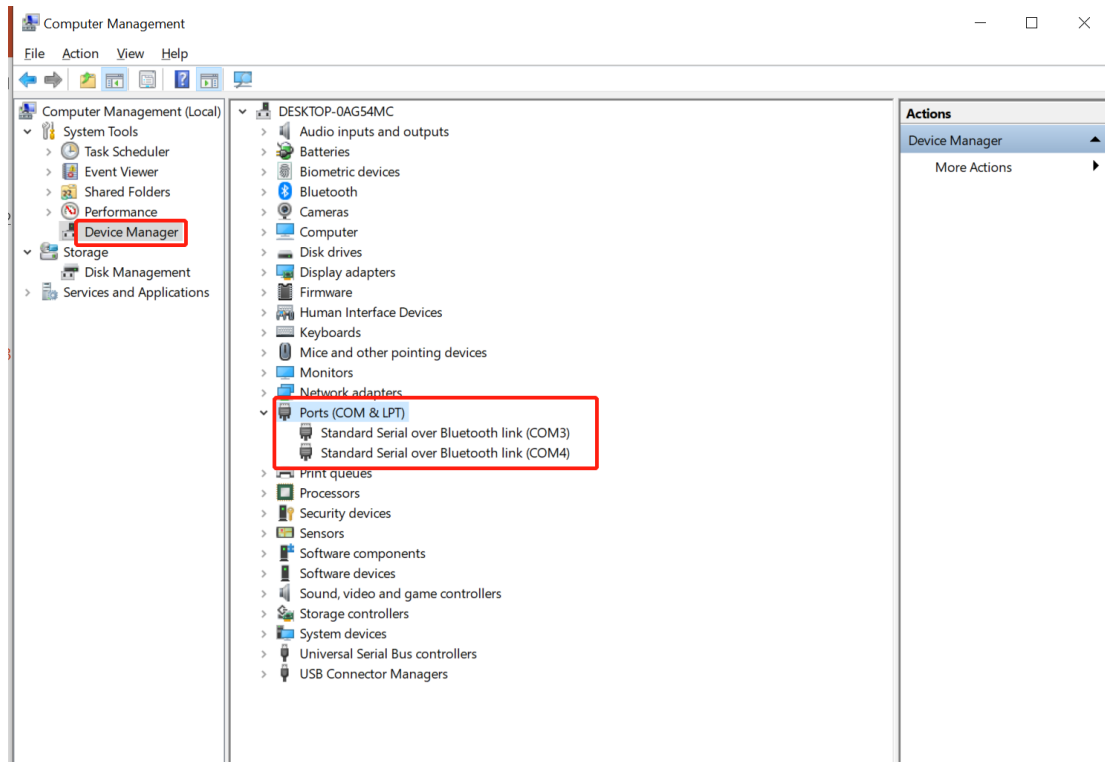 Computer Management
File Action View Help
Computer Management (Local)
System Tools
Task Scheduler
Event Viewer
Shared Folders
Performance
Device Manager
Storage
Disk Management
Services and Applications
DESKTOP-0AG54MC
Audio inputs and outputs
Batteries
Biometric devices
Bluetooth
Cameras
Computer
Disk drives
Display adapters
Firmware
Human Interface Devices
Keyboards
Mice and other pointing devices
Monitors
Network adapters
Ports (COM & LPT)
Standard Serial over Bluetooth link (COM3)
Standard Serial over Bluetooth link (COM4)
Print queues
Processors
Security devices
Sensors
Software components
Software devices
Sound, video and game controllers
Storage controllers
System devices
Universal Serial Bus controllers
USB Connector Managers
Actions
Device Manager
More Actions